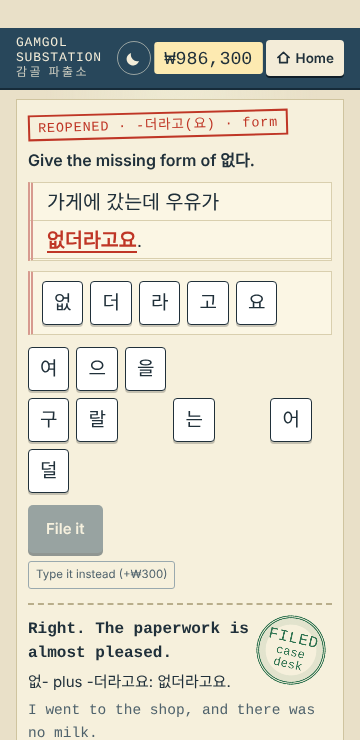 GAMGOL
SUBSTATION
감골 파출소
₩986,300
Home
REOPENED · -더라고(요) · form
Give the missing form of 없다.
가게에 갔는데 우유가
없더라고요.
없 더 라 고 요
여 으 을
구 랄 는 어
덜
File it
Type it instead (+₩300)
Right. The paperwork is
almost pleased.
FILED
case
desk
없- plus -더라고요: 없더라고요.
I went to the shop, and there was
no milk.